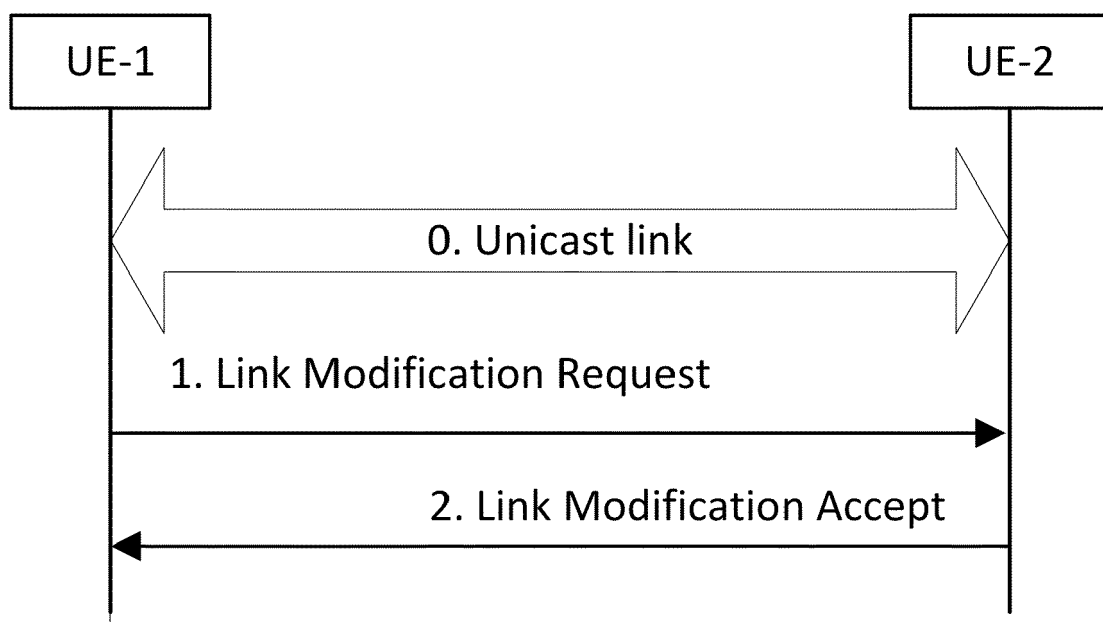 UE-1
UE-2
0. Unicast link
1. Link Modification Request
2. Link Modification Accept